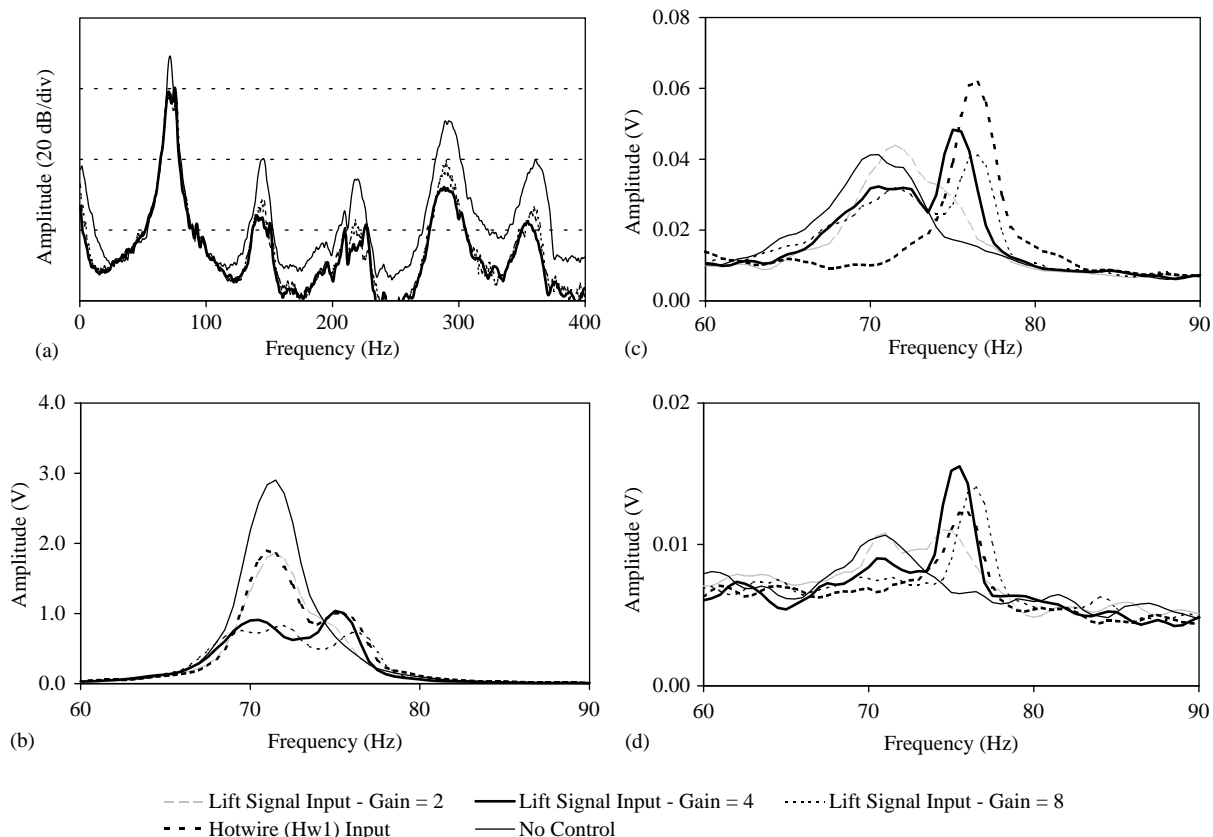 Amplitude (20 dB/div)
0
100
200
300
400
Frequency (Hz)
(a)
0.08
0.06
0.04
0.02
0.00
Amplitude (V)
60
70
80
90
Frequency (Hz)
(c)
4.0
3.0
2.0
1.0
0.0
Amplitude (V)
60
70
80
90
Frequency (Hz)
(b)
0.02
0.01
0.00
Amplitude (V)
60
70
80
90
Frequency (Hz)
(d)
Lift Signal Input - Gain = 2
Lift Signal Input - Gain = 4
Lift Signal Input - Gain = 8
Hotwire (Hw1) Input
No Control